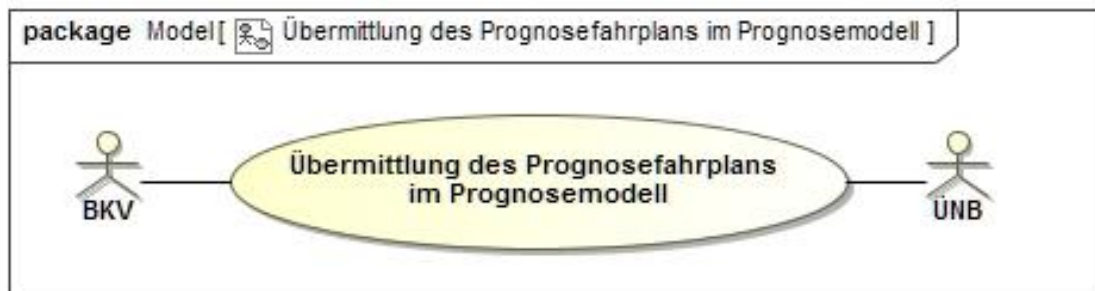 package Model[ Übermittlung des Prognosefahrplans im Prognosemodell ]
Übermittlung des Prognosefahrplans
im Prognosemodell
BKV
ÜNB